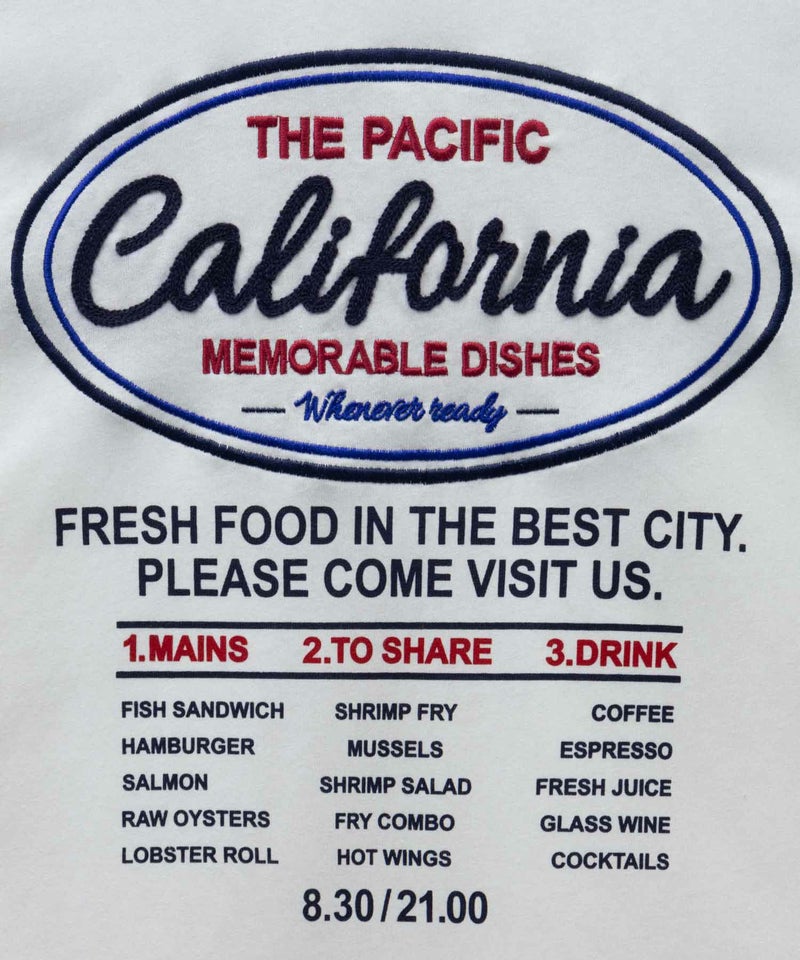 THE PACIFIC
California
MEMORABLE DISHES
— Whenever ready —
FRESH FOOD IN THE BEST CITY.
PLEASE COME VISIT US.
1.MAINS 2.TO SHARE 3.DRINK
FISH SANDWICH SHRIMP FRY COFFEE
HAMBURGER MUSSELS ESPRESSO
SALMON SHRIMP SALAD FRESH JUICE
RAW OYSTERS FRY COMBO GLASS WINE
LOBSTER ROLL HOT WINGS COCKTAILS
8.30/21.00